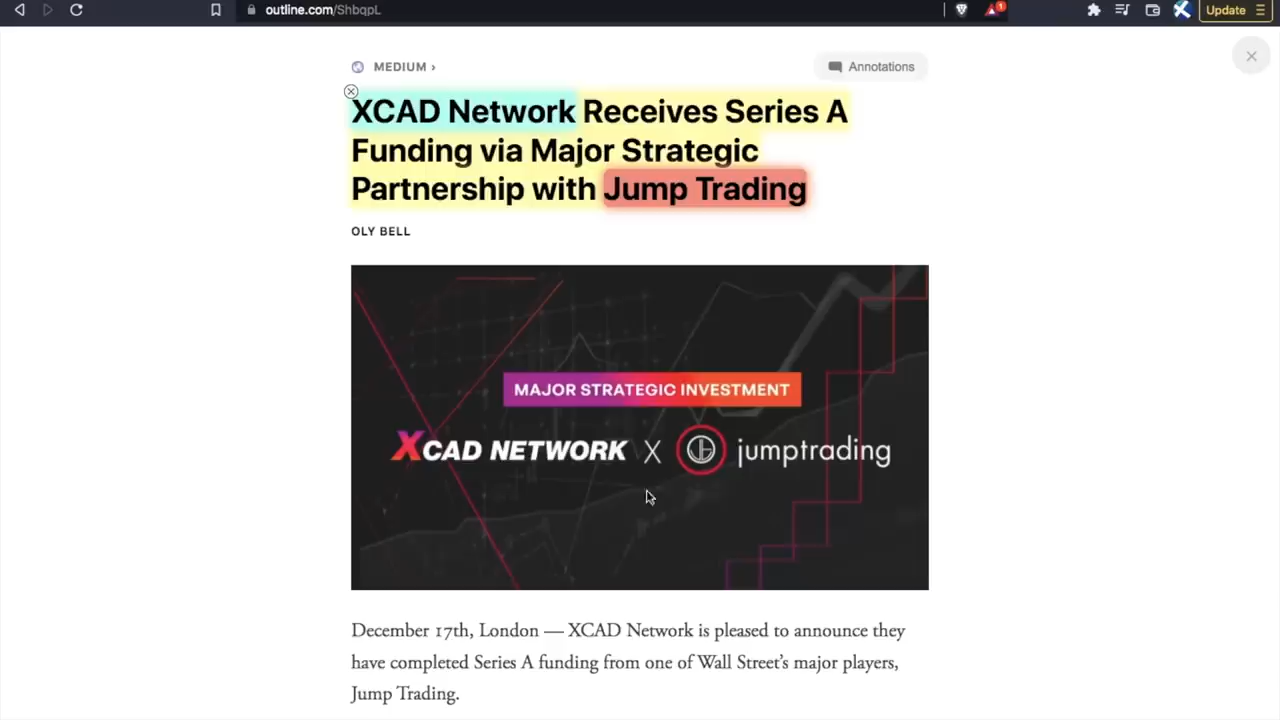 outline.com/ShbqpL
1
Update
MEDIUM ›
Annotations
XCAD Network Receives Series A
Funding via Major Strategic
Partnership with Jump Trading
OLY BELL
MAJOR STRATEGIC INVESTMENT
XCAD NETWORK X jumptrading
December 17th, London — XCAD Network is pleased to announce they
have completed Series A funding from one of Wall Street’s major players,
Jump Trading.